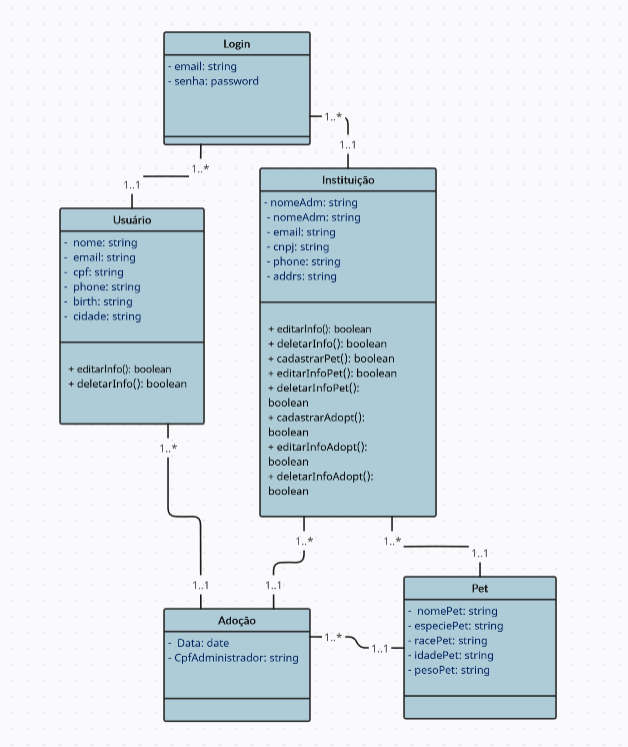 Login
- email: string
- senha: password
1..*
1..1
1..*
1..1
Instituição
- nomeAdm: string
- nomeAdm: string
- email: string
- cnpj: string
- phone: string
- addrs: string
+ editarInfo(): boolean
+ deletarInfo(): boolean
+ cadastrarPet(): boolean
+ editarInfoPet(): boolean
+ deletarInfoPet():
boolean
+ cadastrarAdopt():
boolean
+ editarInfoAdopt():
boolean
+ deletarInfoAdopt():
boolean
Usuário
- nome: string
- email: string
- cpf: string
- phone: string
- birth: string
- cidade: string
+ editarInfo(): boolean
+ deletarInfo(): boolean
1..*
1..1
1..*
1..1
1..*
1..1
Adoção
- Data: date
- CpfAdministrador: string
1..*
1..1
Pet
- nomePet: string
- especiePet: string
- racePet: string
- idadePet: string
- pesoPet: string